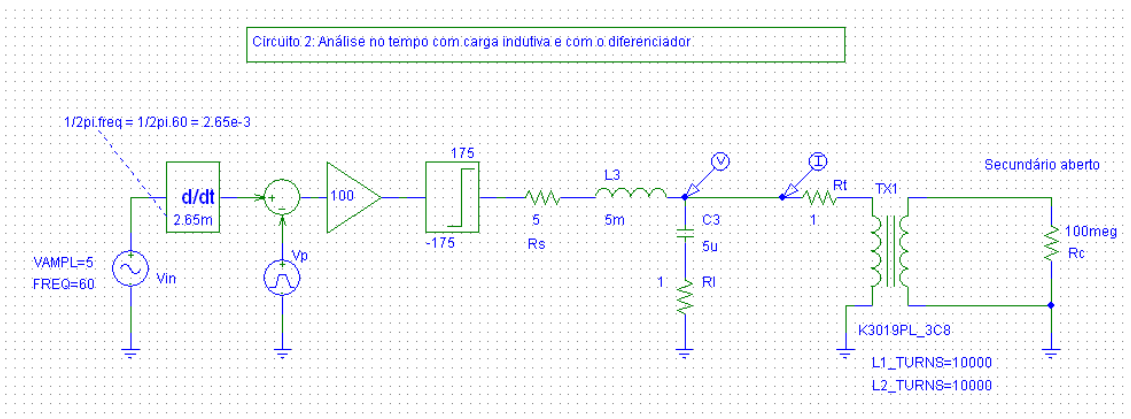 Circuito 2: Análise no tempo com carga indutiva e com o diferenciador
1/2pi.freq = 1/2pi.60 = 2.65e-3
d/dt
2.65m
VAMPL=5
FREQ=60
Vin
+
-
Vp
100
175
-175
5
Rs
L3
5m
V
C3
5u
1
Rl
I
Rt
1
TX1
Secundário aberto
100meg
Rc
K3019PL_3C8
L1_TURNS=10000
L2_TURNS=10000